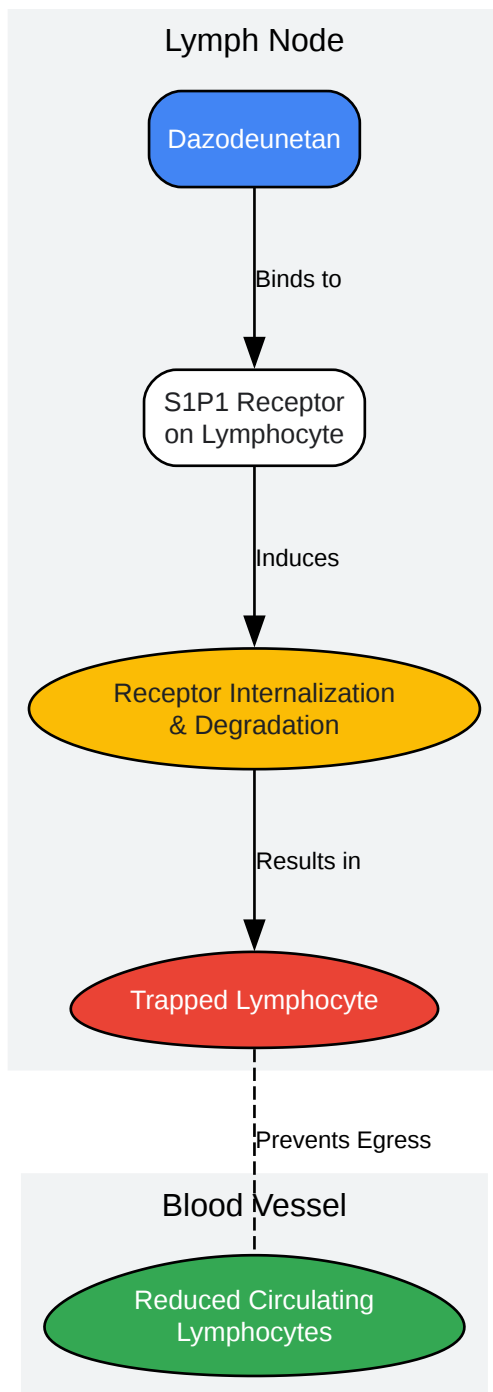 Lymph Node
Dazodeunetan
Binds to
S1P1 Receptor
on Lymphocyte
Induces
Receptor Internalization
& Degradation
Results in
Trapped Lymphocyte
Prevents Egress
Blood Vessel
Reduced Circulating
Lymphocytes